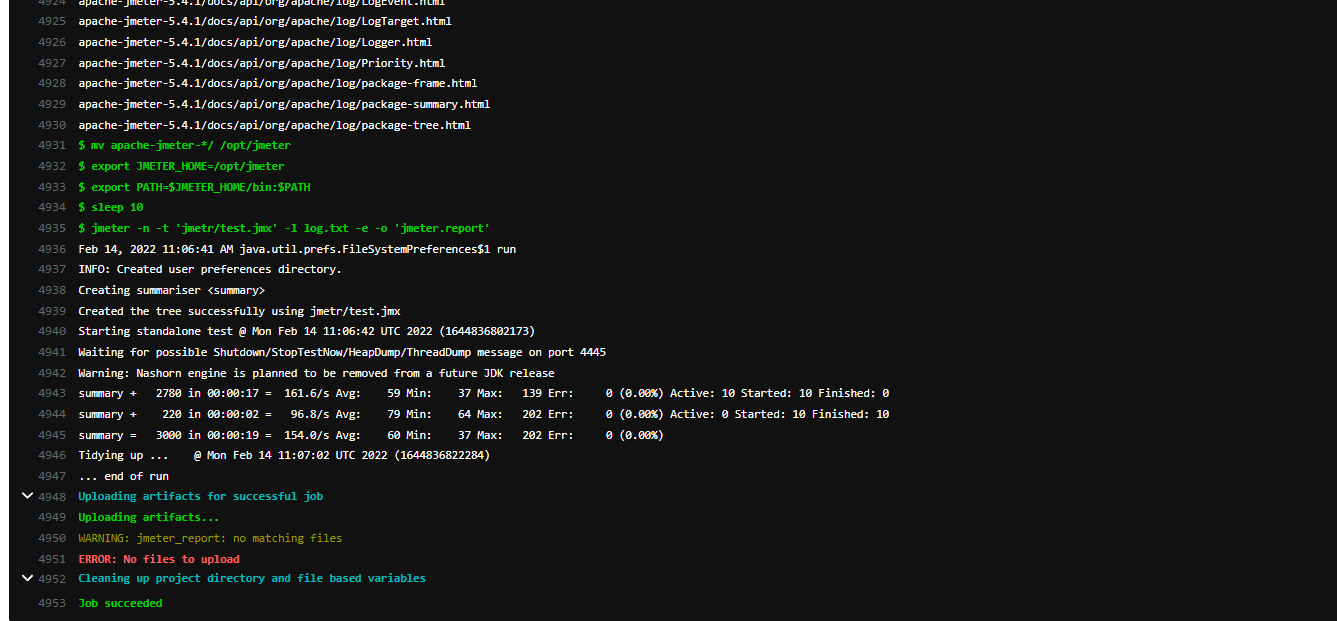 4924 apache-jmeter-5.4.1/docs/api/org/apache/log/LogEvent.html
4925 apache-jmeter-5.4.1/docs/api/org/apache/log/LogTarget.html
4926 apache-jmeter-5.4.1/docs/api/org/apache/log/Logger.html
4927 apache-jmeter-5.4.1/docs/api/org/apache/log/Priority.html
4928 apache-jmeter-5.4.1/docs/api/org/apache/log/package-frame.html
4929 apache-jmeter-5.4.1/docs/api/org/apache/log/package-summary.html
4930 apache-jmeter-5.4.1/docs/api/org/apache/log/package-tree.html
4931 $ mv apache-jmeter-*/ /opt/jmeter
4932 $ export JMETER_HOME=/opt/jmeter
4933 $ export PATH=$JMETER_HOME/bin:$PATH
4934 $ sleep 10
4935 $ jmeter -n -t 'jmetr/test.jmx' -l log.txt -e -o 'jmeter.report'
4936 Feb 14, 2022 11:06:41 AM java.util.prefs.FileSystemPreferences$1 run
4937 INFO: Created user preferences directory.
4938 Creating summariser <summary>
4939 Created the tree successfully using jmetr/test.jmx
4940 Starting standalone test @ Mon Feb 14 11:06:42 UTC 2022 (1644836802173)
4941 Waiting for possible Shutdown/StopTestNow/HeapDump/ThreadDump message on port 4445
4942 Warning: Nashorn engine is planned to be removed from a future JDK release
4943 summary +   2780 in 00:00:17 =  161.6/s Avg:    59 Min:    37 Max:   139 Err:     0 (0.00%) Active: 10 Started: 10 Finished: 0
4944 summary +    220 in 00:00:02 =   96.8/s Avg:    79 Min:    64 Max:   202 Err:     0 (0.00%) Active: 0 Started: 10 Finished: 10
4945 summary =   3000 in 00:00:19 =  154.0/s Avg:    60 Min:    37 Max:   202 Err:     0 (0.00%)
4946 Tidying up ...    @ Mon Feb 14 11:07:02 UTC 2022 (1644836822284)
4947 ... end of run
4948 Uploading artifacts for successful job
4949 Uploading artifacts...
4950 WARNING: jmeter_report: no matching files
4951 ERROR: No files to upload
4952 Cleaning up project directory and file based variables
4953 Job succeeded